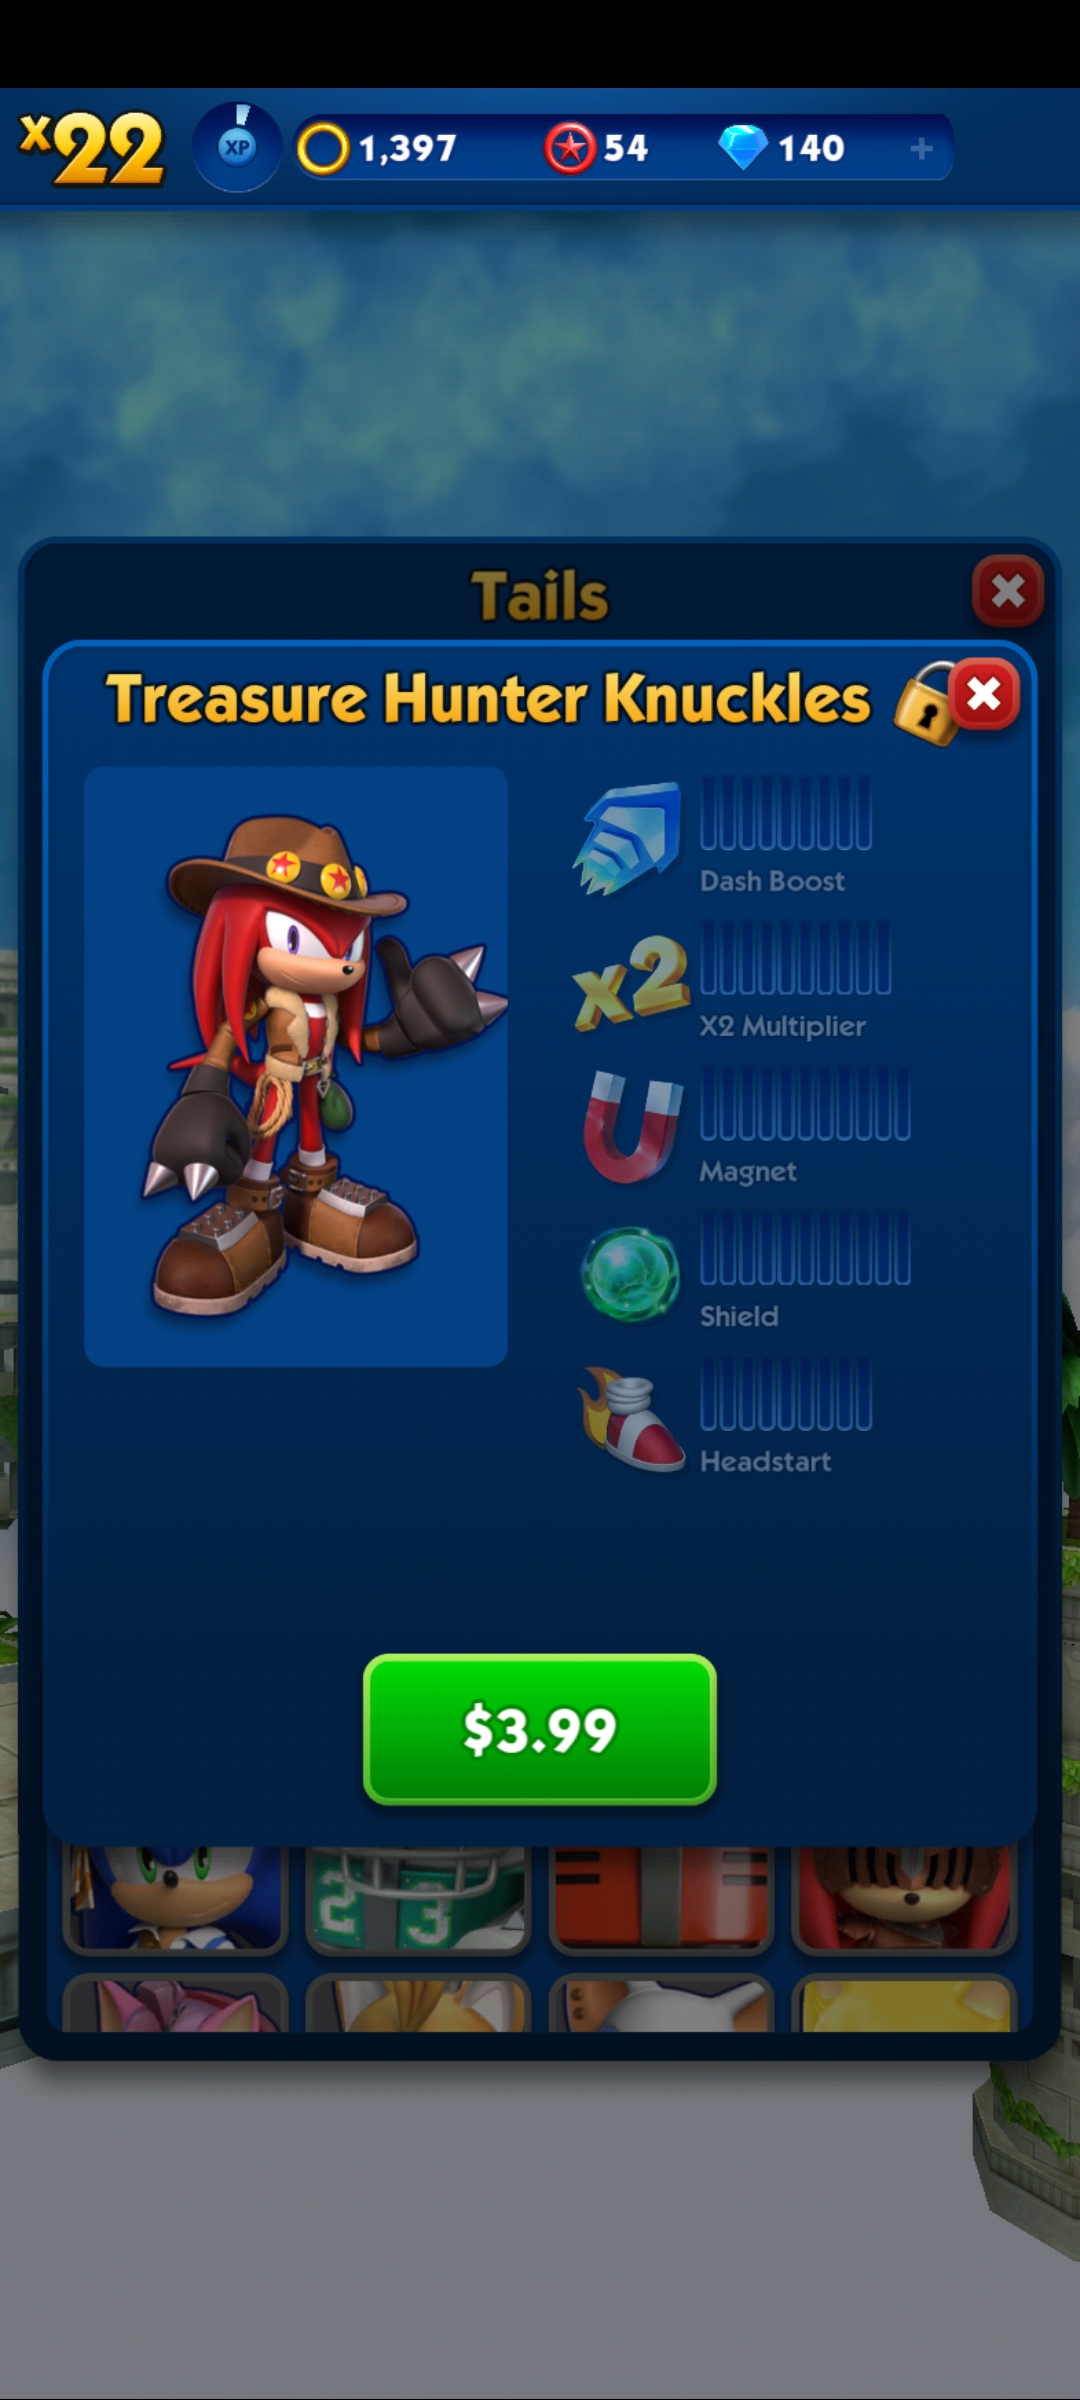 x22
XP
1,397
54
140
+
Tails
Treasure Hunter Knuckles
Dash Boost
x2
X2 Multiplier
Magnet
Shield
Headstart
$3.99
23